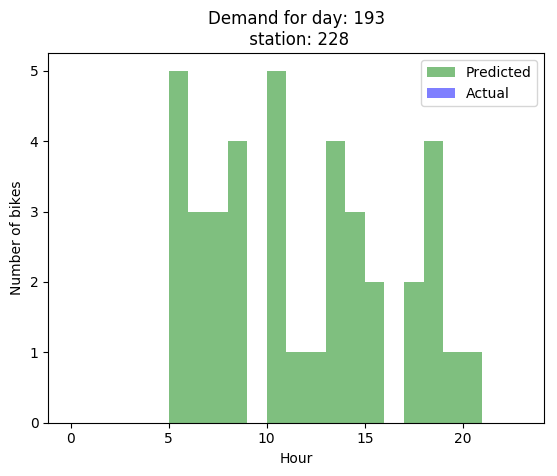 Demand for day: 193
station: 228
Predicted
Actual
5
4
3
2
1
0
Number of bikes
0 5 10 15 20
Hour